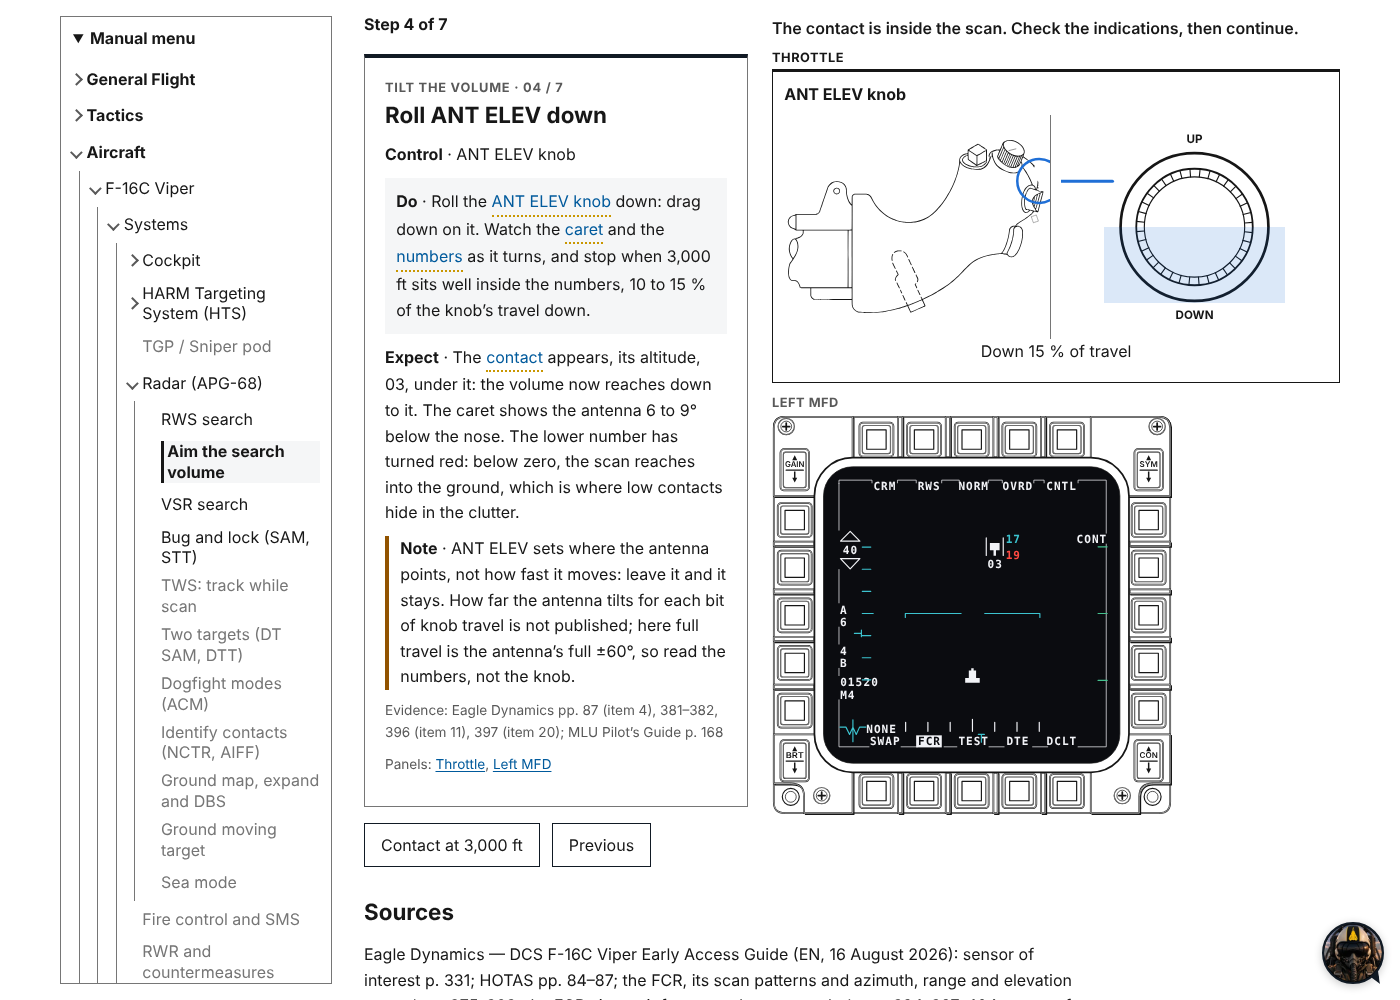 Manual menu
General Flight
Tactics
Aircraft
F-16C Viper
Systems
Cockpit
HARM Targeting
System (HTS)
TGP / Sniper pod
Radar (APG-68)
RWS search
Aim the search
volume
VSR search
Bug and lock (SAM,
STT)
TWS: track while
scan
Two targets (DT
SAM, DTT)
Dogfight modes
(ACM)
Identify contacts
(NCTR, AIFF)
Ground map, expand
and DBS
Ground moving
target
Sea mode
Fire control and SMS
RWR and
countermeasures
Step 4 of 7
TILT THE VOLUME · 04 / 7
Roll ANT ELEV down
Control · ANT ELEV knob
Do · Roll the ANT ELEV knob down: drag
down on it. Watch the caret and the
numbers as it turns, and stop when 3,000
ft sits well inside the numbers, 10 to 15 %
of the knob’s travel down.
Expect · The contact appears, its altitude,
03, under it: the volume now reaches down
to it. The caret shows the antenna 6 to 9°
below the nose. The lower number has
turned red: below zero, the scan reaches
into the ground, which is where low contacts
hide in the clutter.
Note · ANT ELEV sets where the antenna
points, not how fast it moves: leave it and it
stays. How far the antenna tilts for each bit
of knob travel is not published; here full
travel is the antenna’s full ±60°, so read the
numbers, not the knob.
Evidence: Eagle Dynamics pp. 87 (item 4), 381–382,
396 (item 11), 397 (item 20); MLU Pilot’s Guide p. 168
Panels: Throttle, Left MFD
Contact at 3,000 ft
Previous
The contact is inside the scan. Check the indications, then continue.
THROTTLE
ANT ELEV knob
UP
DOWN
Down 15 % of travel
LEFT MFD
GAIN
SYM
CRM RWS NORM OVRD CNTL
40
17
19
03
CONT
A
6
4
B
01520
M4
NONE
SWAP FCR TEST DTE DCLT
BRT
CON
Sources
Eagle Dynamics — DCS F-16C Viper Early Access Guide (EN, 16 August 2026): sensor of
interest p. 331; HOTAS pp. 84–87; the FCR, its scan patterns and azimuth, range and elevation